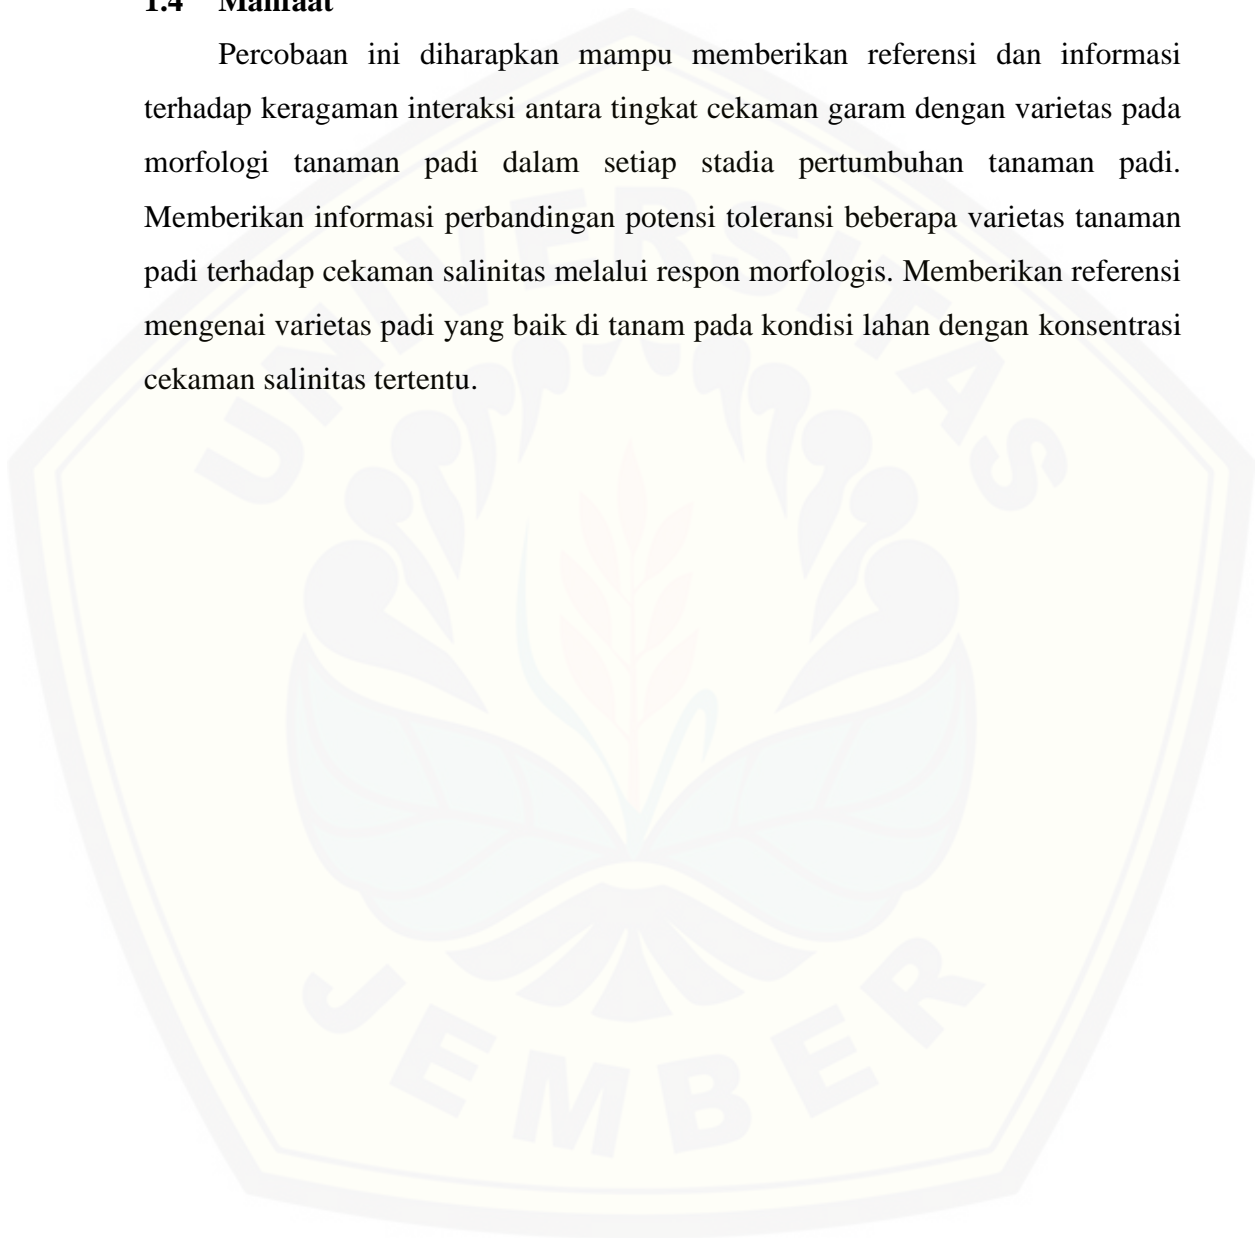 1.4 Manfaat
Percobaan ini diharapkan mampu memberikan referensi dan informasi
terhadap keragaman interaksi antara tingkat cekaman garam dengan varietas pada
morfologi tanaman padi dalam setiap stadia pertumbuhan tanaman padi.
Memberikan informasi perbandingan potensi toleransi beberapa varietas tanaman
padi terhadap cekaman salinitas melalui respon morfologis. Memberikan referensi
mengenai varietas padi yang baik di tanam pada kondisi lahan dengan konsentrasi
cekaman salinitas tertentu.
UNIVERSITAS
JEMBER